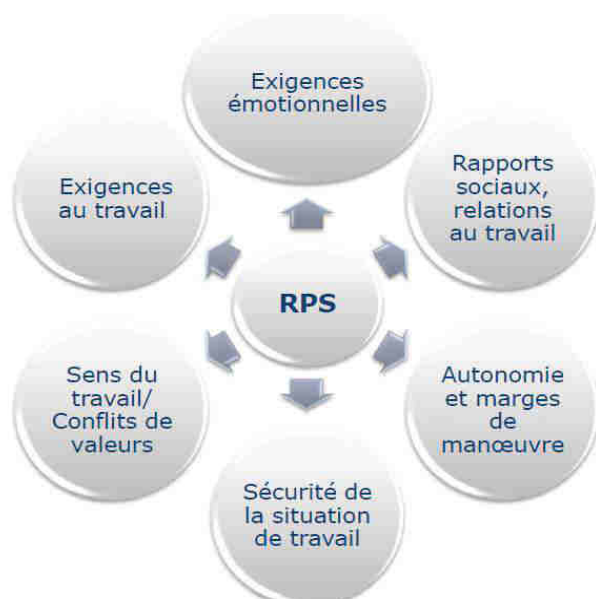 Exigences
émotionnelles
Exigences
au travail
Rapports
sociaux,
relations
au travail
RPS
Sens du
travail/
Conflits de
valeurs
Autonomie
et marges
de
manœuvre
Sécurité de
la situation
de travail